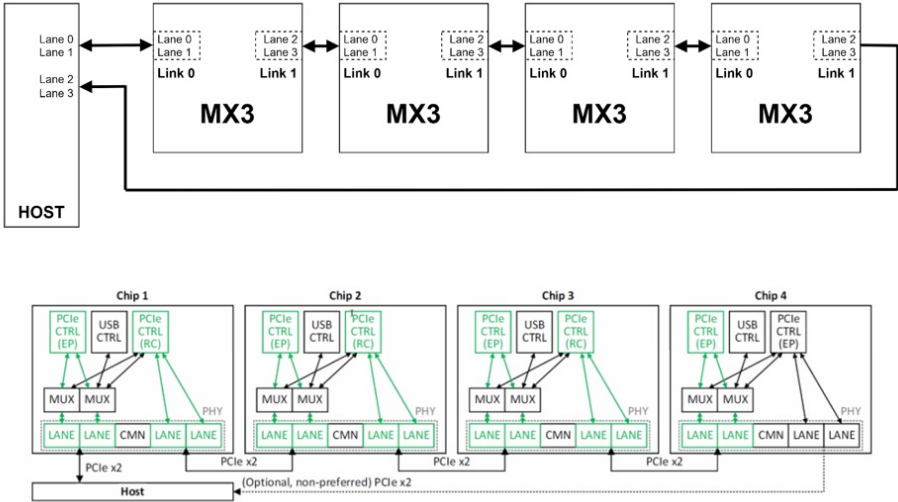 Lane 0
Lane 1
Lane 2
Lane 3
HOST
Lane 0
Lane 1
Link 0
Lane 2
Lane 3
Link 1
MX3
Lane 0
Lane 1
Link 0
Lane 2
Lane 3
Link 1
MX3
Lane 0
Lane 1
Link 0
Lane 2
Lane 3
Link 1
MX3
Lane 0
Lane 1
Link 0
Lane 2
Lane 3
Link 1
MX3
Chip 1
PCIe CTRL (EP)
USB CTRL
PCIe CTRL (RC)
MUX MUX
PHY
LANE LANE CMN LANE LANE
Chip 2
PCIe CTRL (EP)
USB CTRL
PCIe CTRL (RC)
MUX MUX
PHY
LANE LANE CMN LANE LANE
Chip 3
PCIe CTRL (EP)
USB CTRL
PCIe CTRL (RC)
MUX MUX
PHY
LANE LANE CMN LANE LANE
Chip 4
PCIe CTRL (EP)
USB CTRL
PCIe CTRL (EP)
MUX MUX
PHY
LANE LANE CMN LANE LANE
PCIe x2
PCIe x2
PCIe x2
PCIe x2
(Optional, non-preferred) PCIe x2
Host